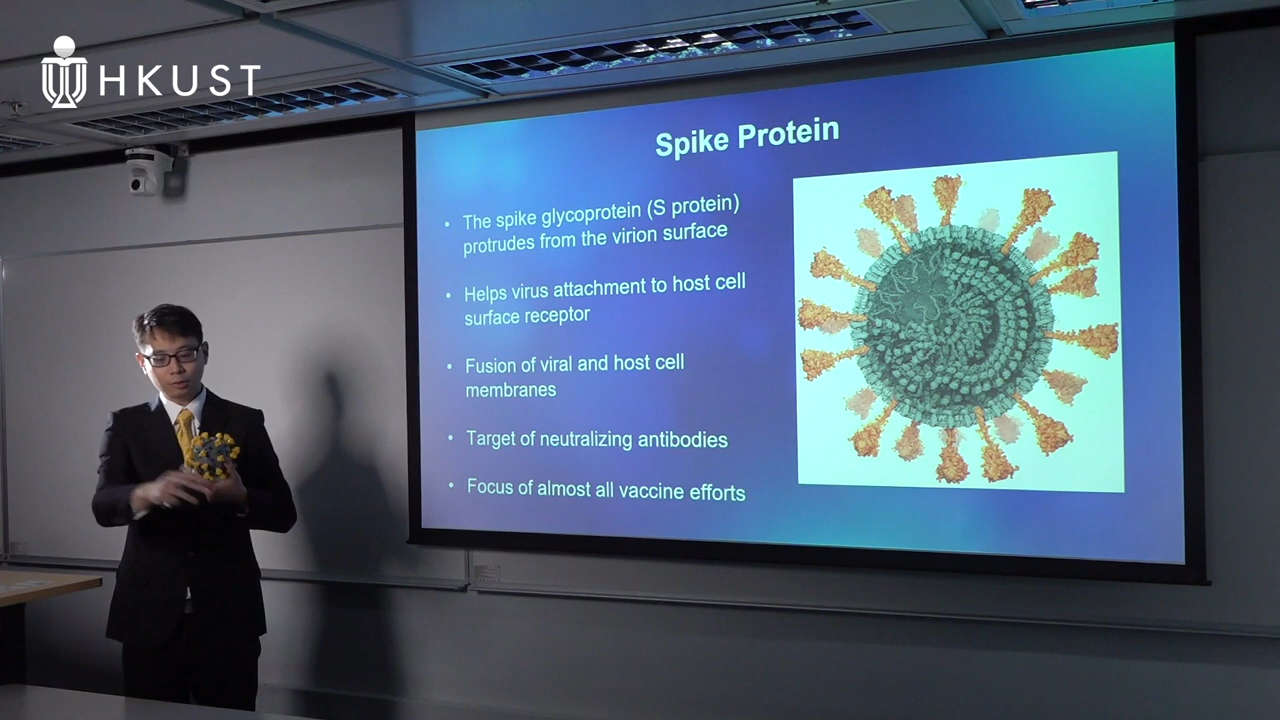 HKUST
Spike Protein
• The spike glycoprotein (S protein)
protrudes from the virion surface
• Helps virus attachment to host cell
surface receptor
• Fusion of viral and host cell
membranes
• Target of neutralizing antibodies
• Focus of almost all vaccine efforts